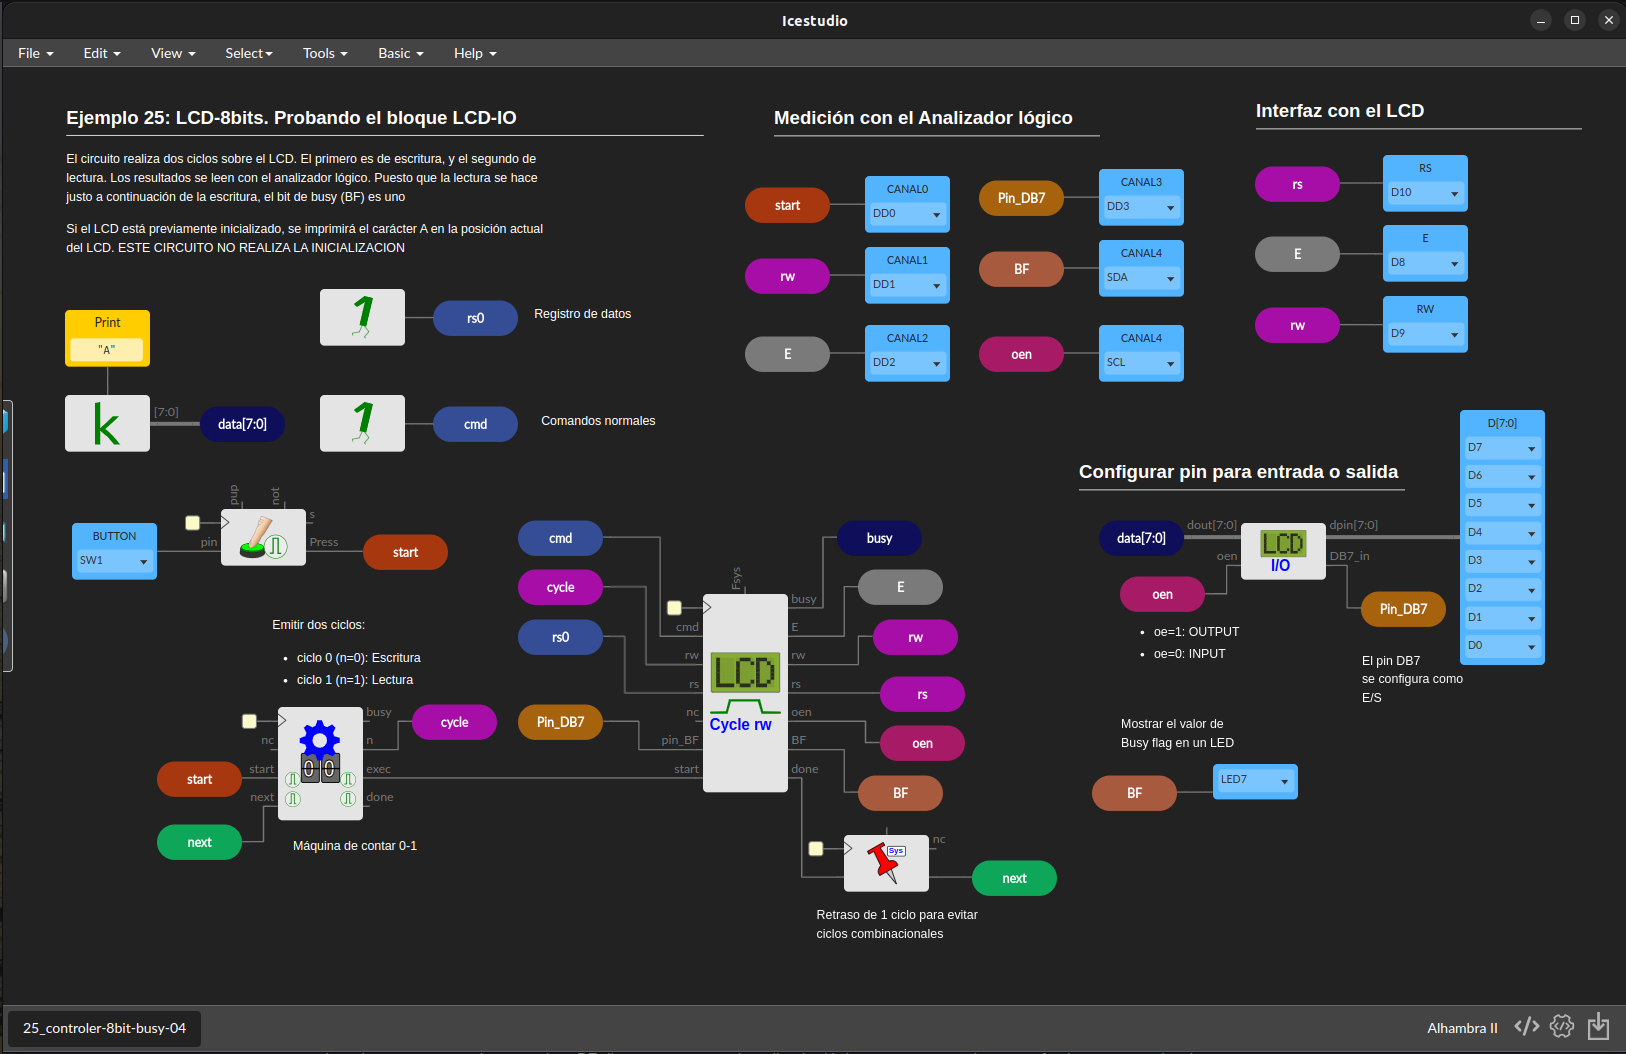 Icestudio
File
Edit
View
Select
Tools
Basic
Help
Ejemplo 25: LCD-8bits. Probando el bloque LCD-IO
El circuito realiza dos ciclos sobre el LCD. El primero es de escritura, y el segundo de
lectura. Los resultados se leen con el analizador lógico. Puesto que la lectura se hace
justo a continuación de la escritura, el bit de busy (BF) es uno
Si el LCD está previamente inicializado, se imprimirá el carácter A en la posición actual
del LCD. ESTE CIRCUITO NO REALIZA LA INICIALIZACION
Print
"A"
k
[7:0]
data[7:0]
1
rs0
Registro de datos
1
cmd
Comandos normales
Medición con el Analizador lógico
start
CANAL0
DD0
rw
CANAL1
DD1
E
CANAL2
DD2
Pin_DB7
CANAL3
DD3
BF
CANAL4
SDA
oen
CANAL4
SCL
Interfaz con el LCD
rs
RS
D10
E
E
D8
rw
RW
D9
BUTTON
SW1
pup
not
pin
s
Press
start
Emitir dos ciclos:
• ciclo 0 (n=0): Escritura
• ciclo 1 (n=1): Lectura
start
next
nc
start
next
0 0
busy
n
exec
done
cycle
Máquina de contar 0-1
cmd
cycle
rs0
Pin_DB7
Fsys
cmd
rw
rs
nc
pin_BF
start
LCD
Cycle rw
busy
E
rw
rs
oen
BF
done
busy
E
rw
rs
oen
BF
Sys
nc
next
Retraso de 1 ciclo para evitar
ciclos combinacionales
Configurar pin para entrada o salida
data[7:0]
oen
dout[7:0]
oen
LCD
I/O
dpin[7:0]
DB7_in
Pin_DB7
• oe=1: OUTPUT
• oe=0: INPUT
El pin DB7
se configura como
E/S
D[7:0]
D7
D6
D5
D4
D3
D2
D1
D0
Mostrar el valor de
Busy flag en un LED
BF
LED7
25_controler-8bit-busy-04
Alhambra II